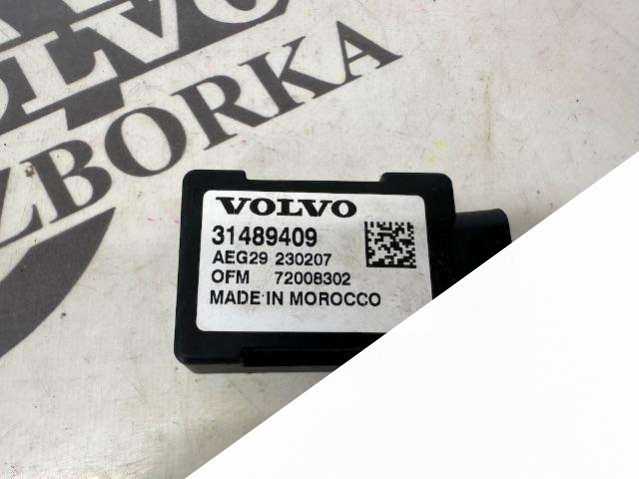 VOLVO
ZBORKA
VOLVO
31489409
AEG29 230207
OFM 72008302
MADE IN MOROCCO